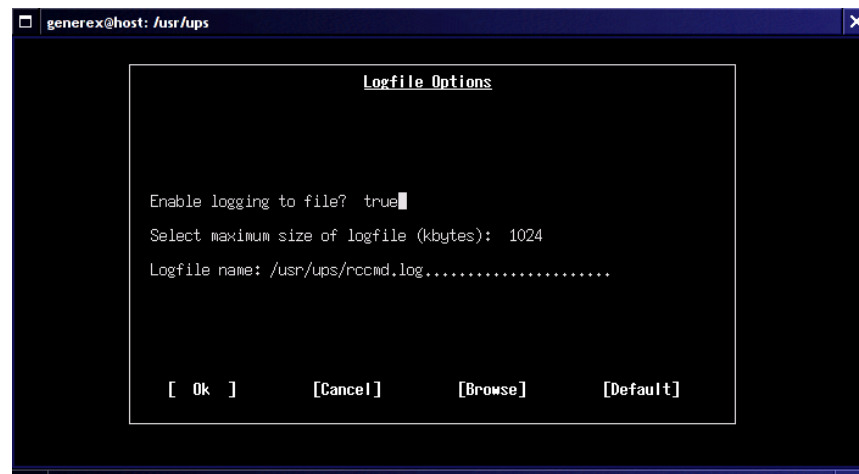 generex@host: /usr/ups
Logfile Options
Enable logging to file? true
Select maximum size of logfile (kbytes): 1024
Logfile name: /usr/ups/rccmd.log......................
[ Ok ] [Cancel] [Browse] [Default]